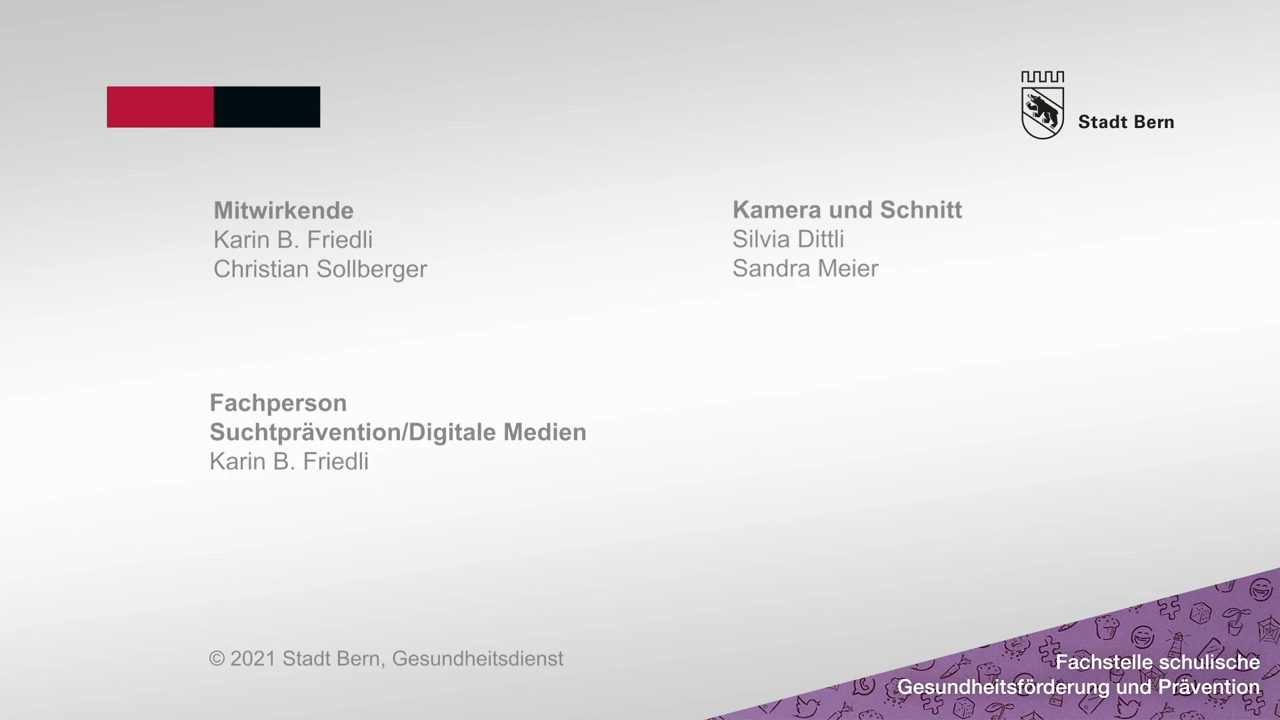 Stadt Bern
Mitwirkende
Karin B. Friedli
Christian Sollberger
Kamera und Schnitt
Silvia Dittli
Sandra Meier
Fachperson
Suchtprävention/Digitale Medien
Karin B. Friedli
© 2021 Stadt Bern, Gesundheitsdienst
Fachstelle schulische
Gesundheitsförderung und Prävention